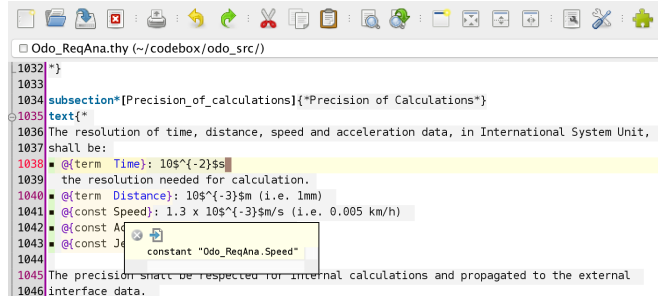 Odo_ReqAna.thy (~/codebox/odo_src/)
1032 *}
1033
1034 subsection*[Precision_of_calculations]{*Precision of Calculations*}
1035 text{*
1036 The resolution of time, distance, speed and acceleration data, in International System Unit,
1037 shall be:
1038 ▪ @{term  Time}: 10$^{-2}$s
1039   the resolution needed for calculation.
1040 ▪ @{term  Distance}: 10$^{-3}$m (i.e. 1mm)
1041 ▪ @{const Speed}: 1.3 x 10$^{-3}$m/s (i.e. 0.005 km/h)
1042 ▪ @{const Ac
1043 ▪ @{const Je
constant "Odo_ReqAna.Speed"
1044
1045 The precision shall be respected for internal calculations and propagated to the external
1046 interface data.